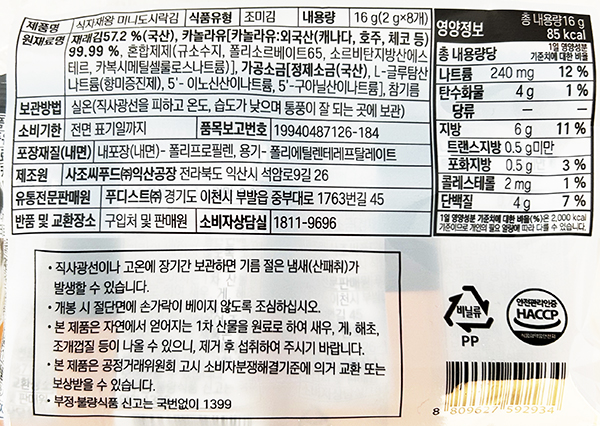 제품명 식자재왕 미니도시락김 식품유형 조미김 내용량 16 g(2 g×8개)
원재료명 재래김57.2 %(국산), 카놀라유[카놀라유:외국산(캐나다, 호주, 체코 등)
99.99 %, 혼합제제(규소수지, 폴리소르베이트65, 소르비탄지방산에스
테르, 카복시메틸셀룰로스나트륨)], 가공소금[정제소금(국산), L-글루탐산
나트륨(향미증진제), 5'-이노신산이나트륨, 5'-구아닐산이나트륨], 참기름
보관방법 실온(직사광선을 피하고 온도, 습도가 낮으며 통풍이 잘 되는 곳에 보관)
소비기한 전면 표기일까지 품목보고번호 19940487126-184
포장재질(내면) 내포장(내면)- 폴리프로필렌, 용기- 폴리에틸렌테레프탈레이트
제조원 사조씨푸드㈜익산공장 전라북도 익산시 석암로9길 26
유통전문판매원 푸디스트㈜ 경기도 이천시 부발읍 중부대로 1763번길 45
반품 및 교환장소 구입처 및 판매원 소비자상담실 1811-9696
영양정보 총 내용량 16 g
85 kcal
총 내용량당 1일 영양성분
기준치에 대한 비율
나트륨 240 mg 12 %
탄수화물 4 g 1 %
당류 — —
지방 6 g 11 %
트랜스지방 0.5 g미만
포화지방 0.5 g 3 %
콜레스테롤 2 mg 1 %
단백질 4 g 7 %
1일 영양성분 기준치에 대한 비율(%)은 2,000 kcal
기준이므로 개인의 필요 열량에 따라 다를 수 있습니다.
• 직사광선이나 고온에 장기간 보관하면 기름 절은 냄새(산패취)가
발생할 수 있습니다.
• 개봉 시 절단면에 손가락이 베이지 않도록 조심하십시오.
• 본 제품은 자연에서 얻어지는 1차 산물을 원료로 하여 새우, 게, 해초,
조개껍질 등이 나올 수 있으니, 제거 후 섭취하여 주시기 바랍니다.
• 본 제품은 공정거래위원회 고시 소비자분쟁해결기준에 의거 교환 또는
보상받을 수 있습니다.
• 부정·불량식품 신고는 국번없이 1399
비닐류
PP
안전관리인증
HACCP
식품의약품안전처
8 809627 592934